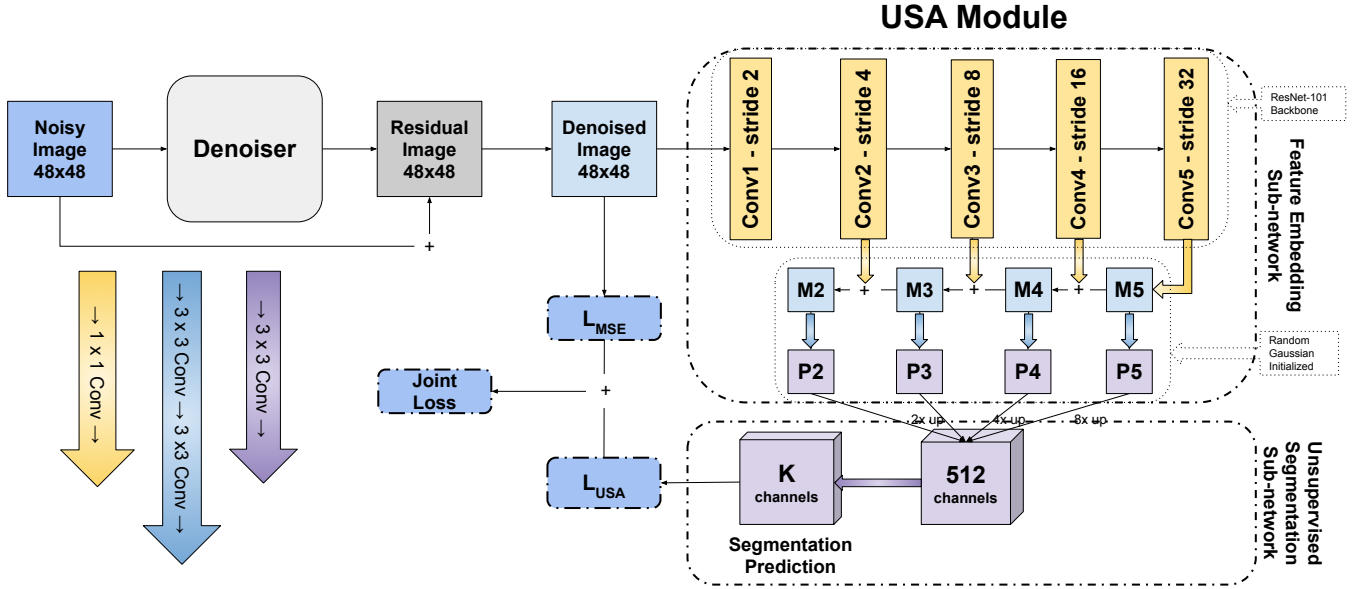 USA Module
Noisy
Image
48x48
Denoiser
Residual
Image
48x48
Denoised
Image
48x48
Conv1 - stride 2
Conv2 - stride 4
Conv3 - stride 8
Conv4 - stride 16
Conv5 - stride 32
ResNet-101
Backbone
Feature Embedding
Sub-network
+
M2
+
M3
+
M4
+
M5
P2
P3
P4
P5
Random
Gaussian
Initialized
→ 1 x 1 Conv →
→ 3 x 3 Conv → 3 x3 Conv →
→ 3 x 3 Conv →
L_MSE
+
Joint
Loss
L_USA
2x up
4x up
8x up
K
channels
512
channels
Segmentation
Prediction
Unsupervised
Segmentation
Sub-network